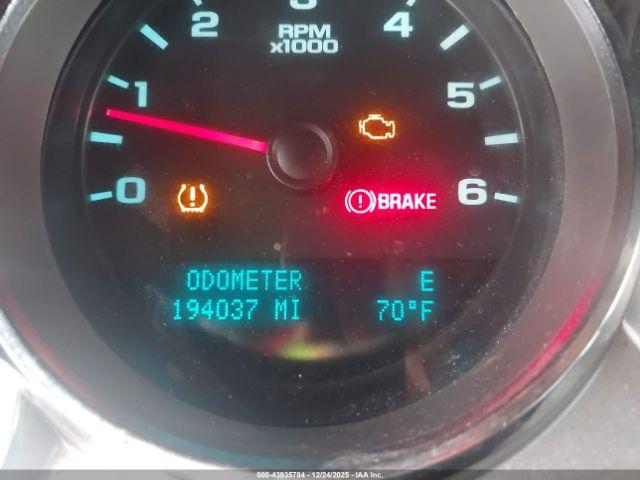 2 3 4
RPM
x1000
1 5
0 BRAKE 6
ODOMETER E
194037 MI 70°F
000-43935784 | 12/24/2025 | IAA Inc.